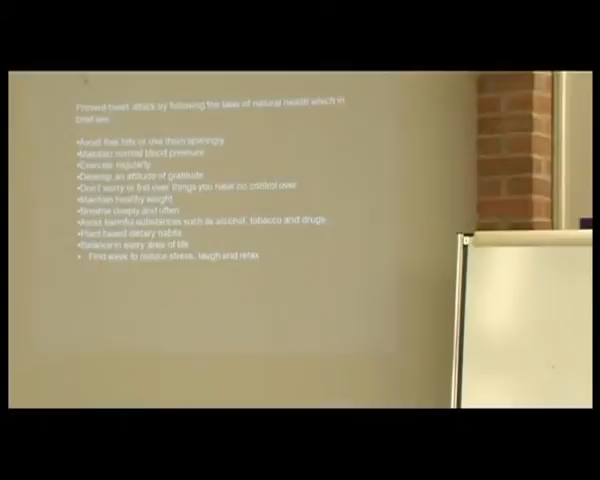 Prevent heart attack by following the laws of natural health which in
brief are:
•Avoid free fats or use them sparingly
•Maintain normal blood pressure
•Exercise regularly
•Develop an attitude of gratitude
•Don't worry or fret over things you have no control over
•Maintain healthy weight
•Breathe deeply and often
•Avoid harmful substances such as alcohol, tobacco and drugs
•Plant based dietary habits
•Balance in every area of life
• Find ways to reduce stress, laugh and relax